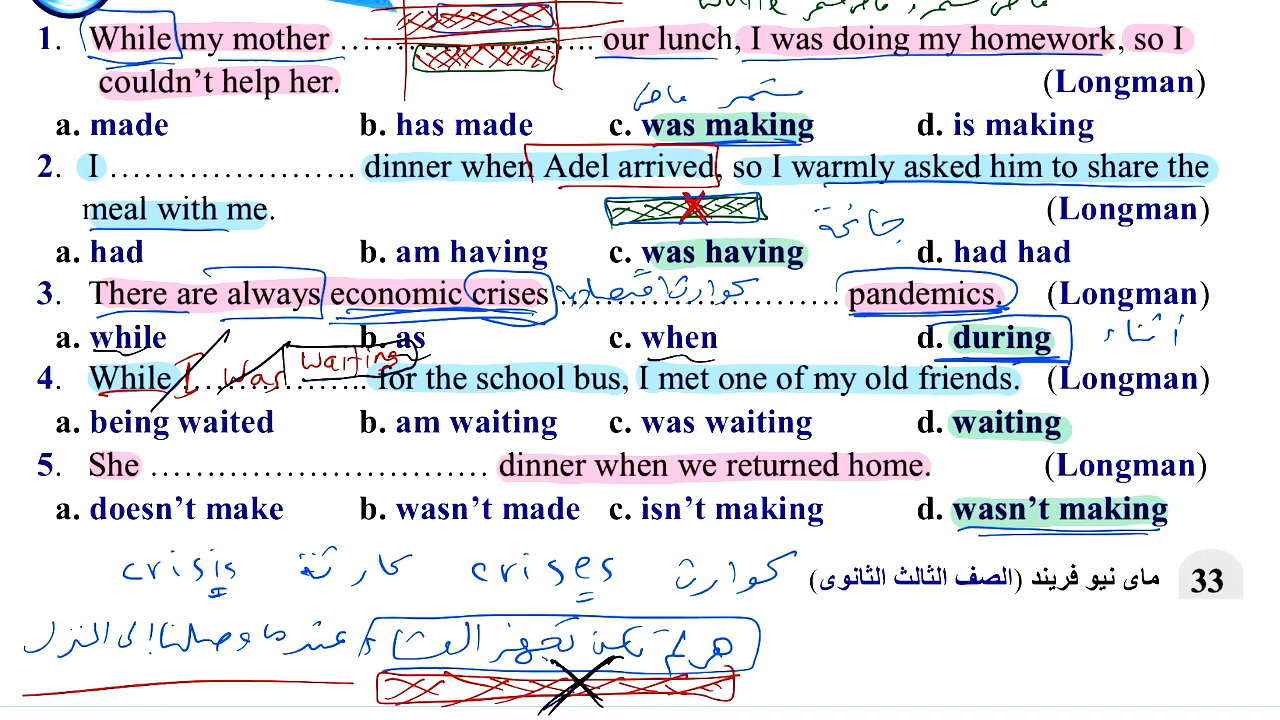 1. While my mother .......................... our lunch, I was doing my homework, so I
couldn't help her. (Longman)
مستمر ماضى
a. made b. has made c. was making d. is making
2. I ...................... dinner when Adel arrived, so I warmly asked him to share the
meal with me. (Longman)
جائحة
a. had b. am having c. was having d. had had
3. There are always economic crises كوارث اقتصادية .......................... pandemics. (Longman)
a. while b. as c. when d. during أثناء
4. While I was waiting .................. for the school bus, I met one of my old friends. (Longman)
a. being waited b. am waiting c. was waiting d. waiting
5. She ................................ dinner when we returned home. (Longman)
a. doesn't make b. wasn't made c. isn't making d. wasn't making
crisis كارثة crises كوارث
33 ماى نيو فريند (الصف الثالث الثانوى)
هى لم تكن تجهز العشاء عندما وصلنا إلى المنزل